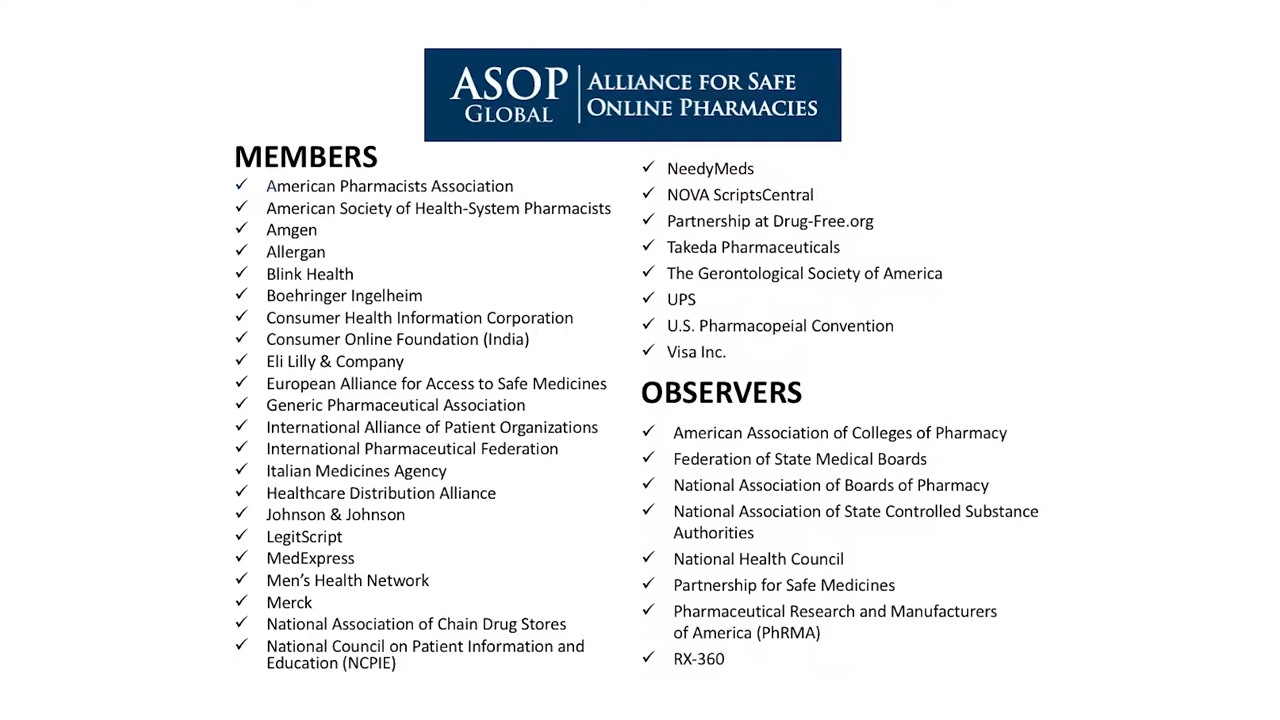 ASOP GLOBAL
ALLIANCE FOR SAFE
ONLINE PHARMACIES
MEMBERS
✓ American Pharmacists Association
✓ American Society of Health-System Pharmacists
✓ Amgen
✓ Allergan
✓ Blink Health
✓ Boehringer Ingelheim
✓ Consumer Health Information Corporation
✓ Consumer Online Foundation (India)
✓ Eli Lilly & Company
✓ European Alliance for Access to Safe Medicines
✓ Generic Pharmaceutical Association
✓ International Alliance of Patient Organizations
✓ International Pharmaceutical Federation
✓ Italian Medicines Agency
✓ Healthcare Distribution Alliance
✓ Johnson & Johnson
✓ LegitScript
✓ MedExpress
✓ Men's Health Network
✓ Merck
✓ National Association of Chain Drug Stores
✓ National Council on Patient Information and
Education (NCPIE)
✓ NeedyMeds
✓ NOVA ScriptsCentral
✓ Partnership at Drug-Free.org
✓ Takeda Pharmaceuticals
✓ The Gerontological Society of America
✓ UPS
✓ U.S. Pharmacopeial Convention
✓ Visa Inc.
OBSERVERS
✓ American Association of Colleges of Pharmacy
✓ Federation of State Medical Boards
✓ National Association of Boards of Pharmacy
✓ National Association of State Controlled Substance
Authorities
✓ National Health Council
✓ Partnership for Safe Medicines
✓ Pharmaceutical Research and Manufacturers
of America (PhRMA)
✓ RX-360